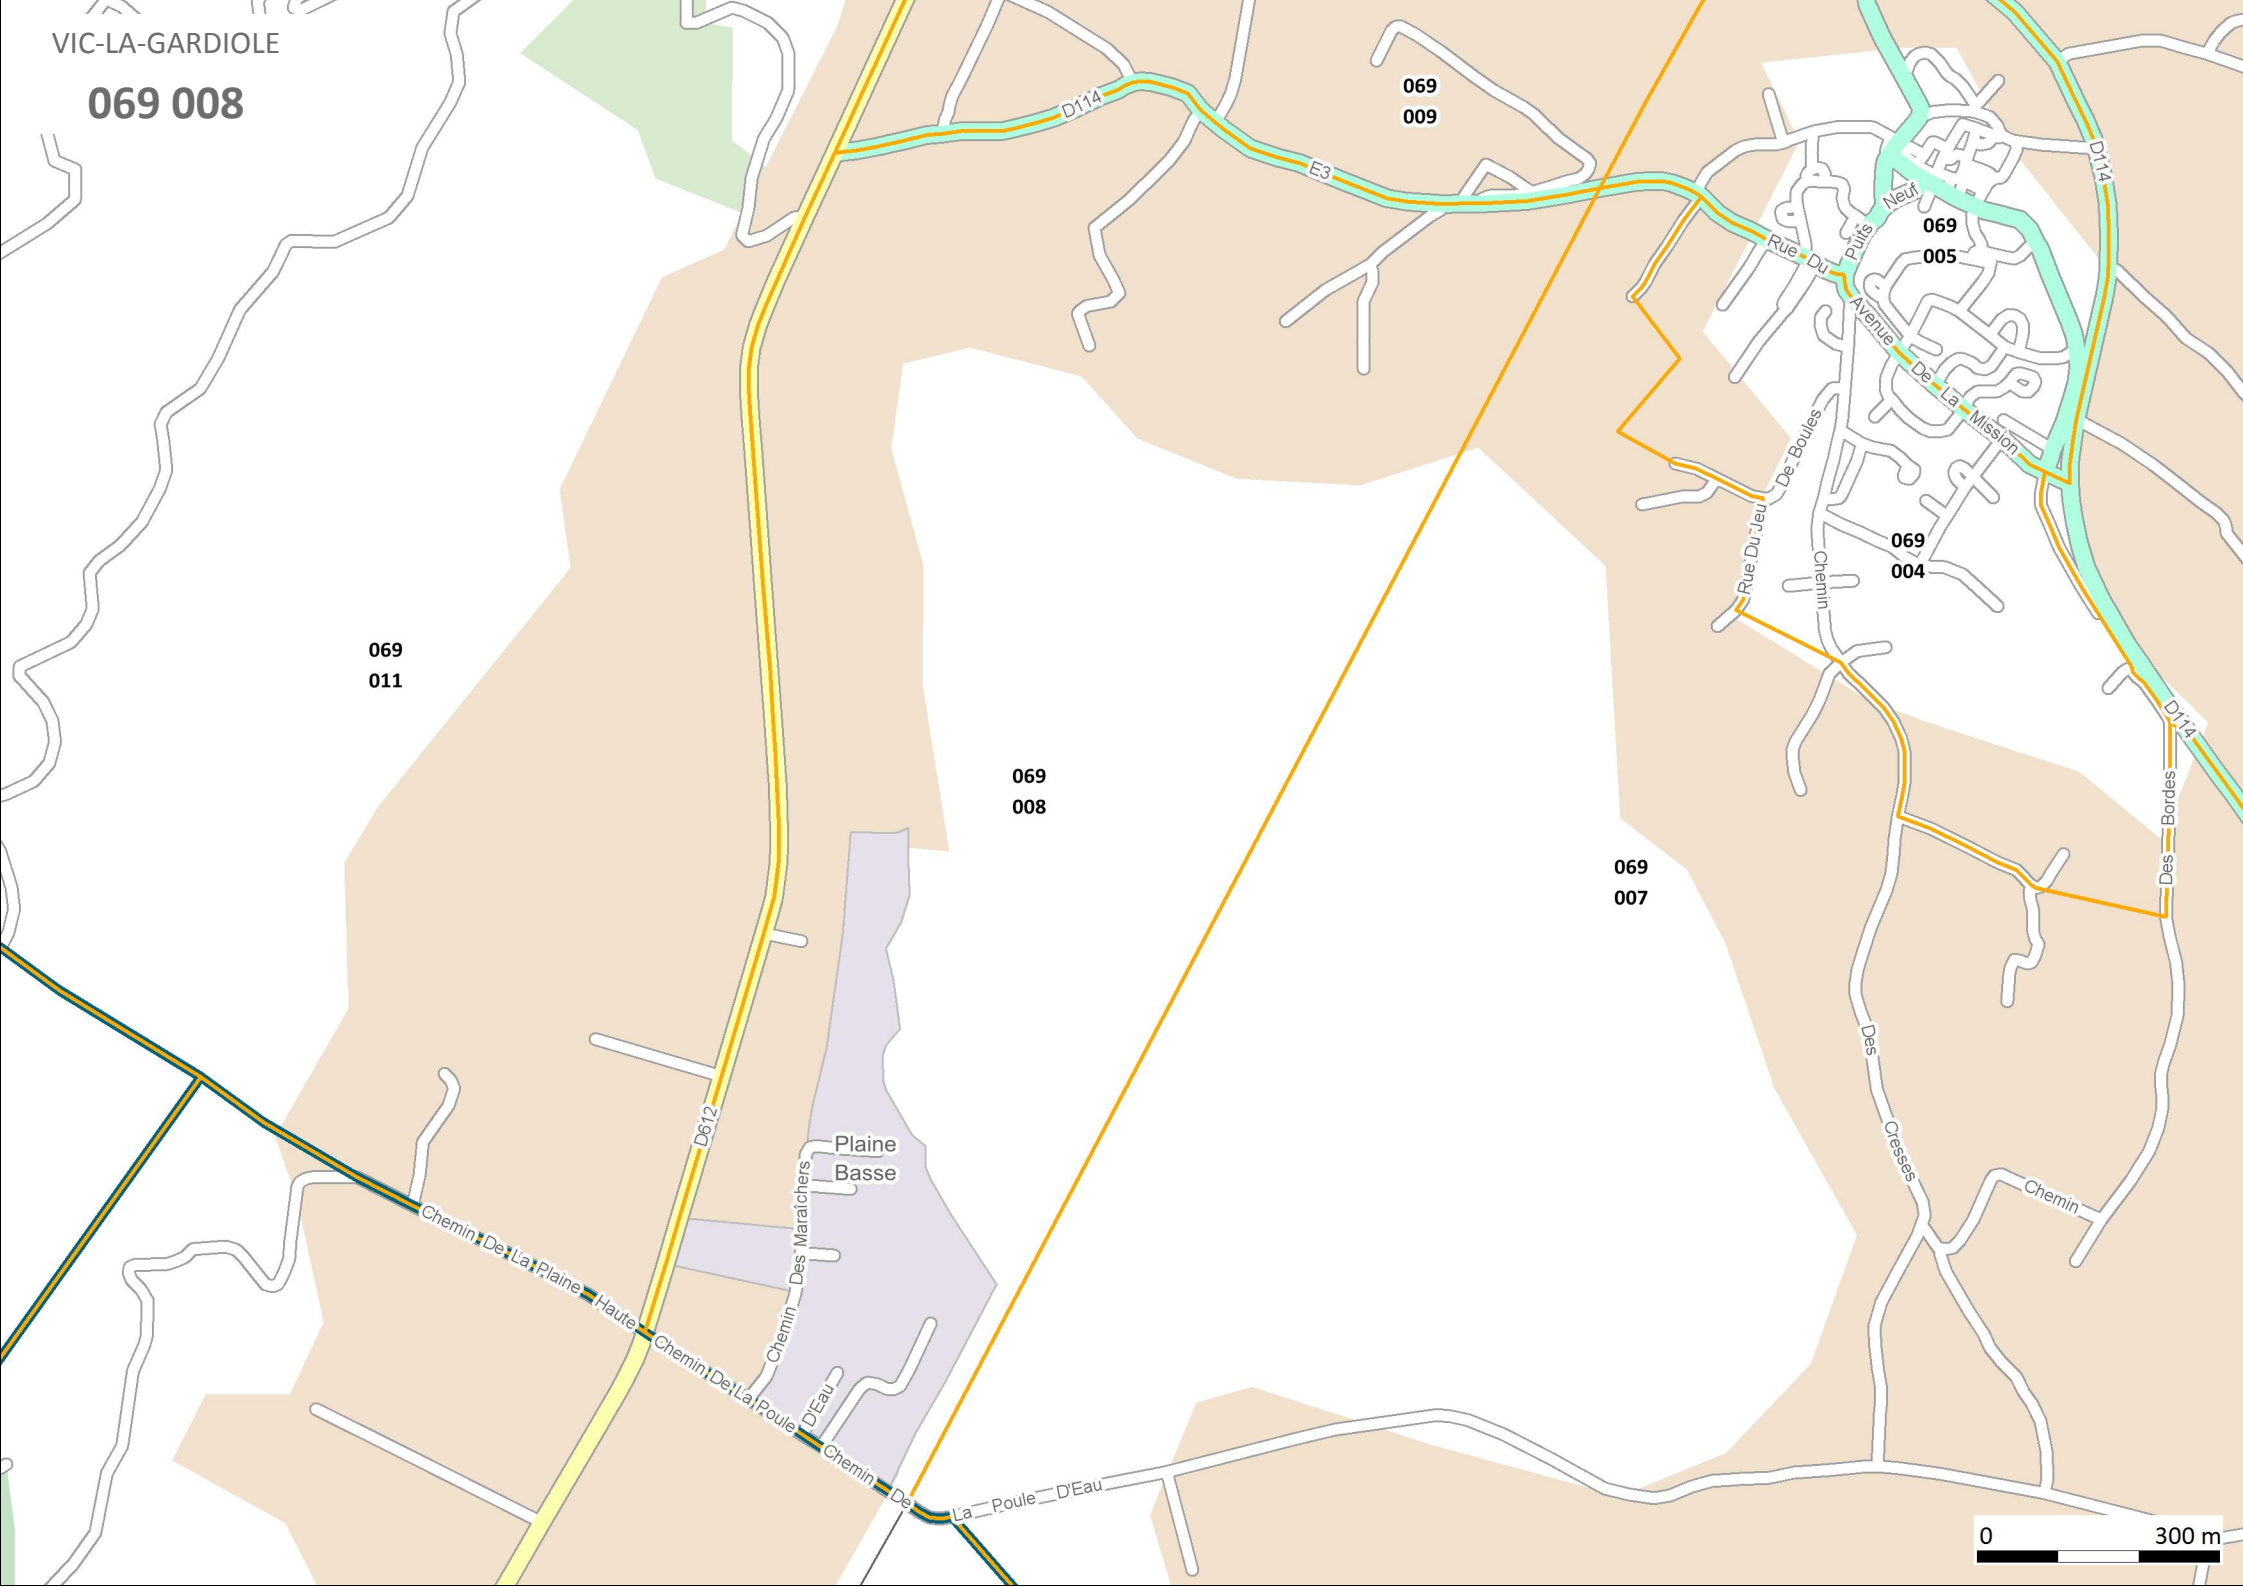 VIC-LA-GARDIOLE
069 008
D114
069
009
E3
D114
Neuf
Puits
Rue Du
069
005
Avenue De La Mission
De Boules
Rue Du Jeu
Chemin
069
004
069
011
D114
Des Bordes
069
008
069
007
Des
Cresses
Chemin
D612
Plaine
Basse
Des Maraîchers
Chemin
Chemin De La Plaine Haute
Chemin De La Poule
D'Eau
Chemin De
La Poule D'Eau
0 300 m